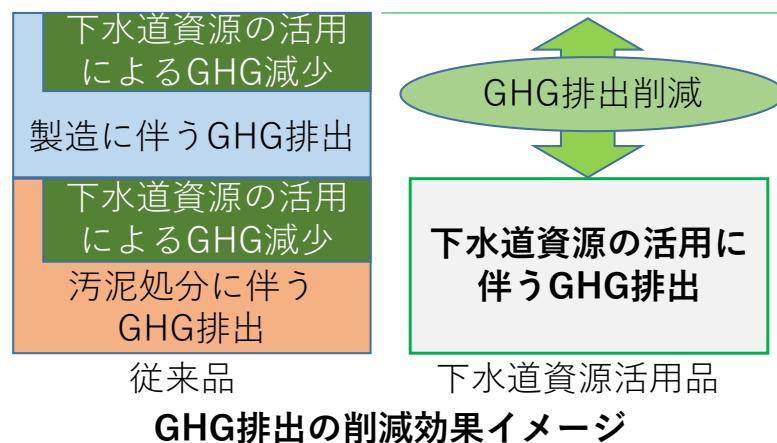 下水道資源の活用
によるGHG減少
製造に伴うGHG排出
下水道資源の活用
によるGHG減少
汚泥処分に伴う
GHG排出
従来品
GHG排出削減
下水道資源の活用に
伴うGHG排出
下水道資源活用品
GHG排出の削減効果イメージ